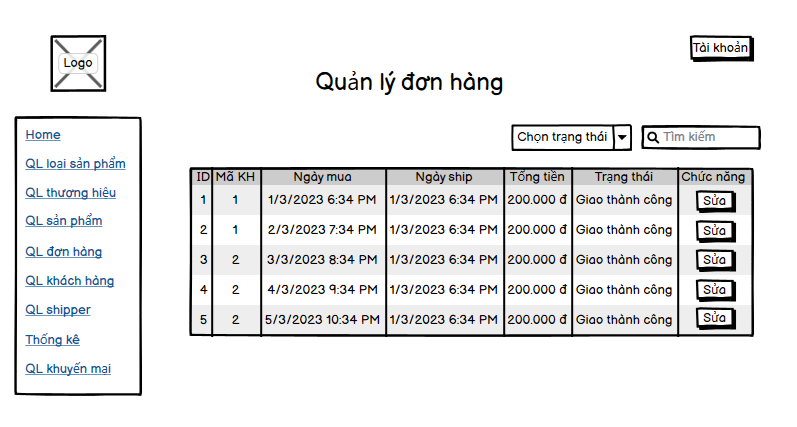 Logo
Tài khoản
Quản lý đơn hàng
Home
QL loại sản phẩm
QL thương hiệu
QL sản phẩm
QL đơn hàng
QL khách hàng
QL shipper
Thống kê
QL khuyến mại
Chọn trạng thái
Tìm kiếm
ID Mã KH Ngày mua Ngày ship Tổng tiền Trạng thái Chức năng
1 1 1/3/2023 6:34 PM 1/3/2023 6:34 PM 200.000 đ Giao thành công Sửa
2 1 2/3/2023 7:34 PM 1/3/2023 6:34 PM 200.000 đ Giao thành công Sửa
3 2 3/3/2023 8:34 PM 1/3/2023 6:34 PM 200.000 đ Giao thành công Sửa
4 2 4/3/2023 9:34 PM 1/3/2023 6:34 PM 200.000 đ Giao thành công Sửa
5 2 5/3/2023 10:34 PM 1/3/2023 6:34 PM 200.000 đ Giao thành công Sửa